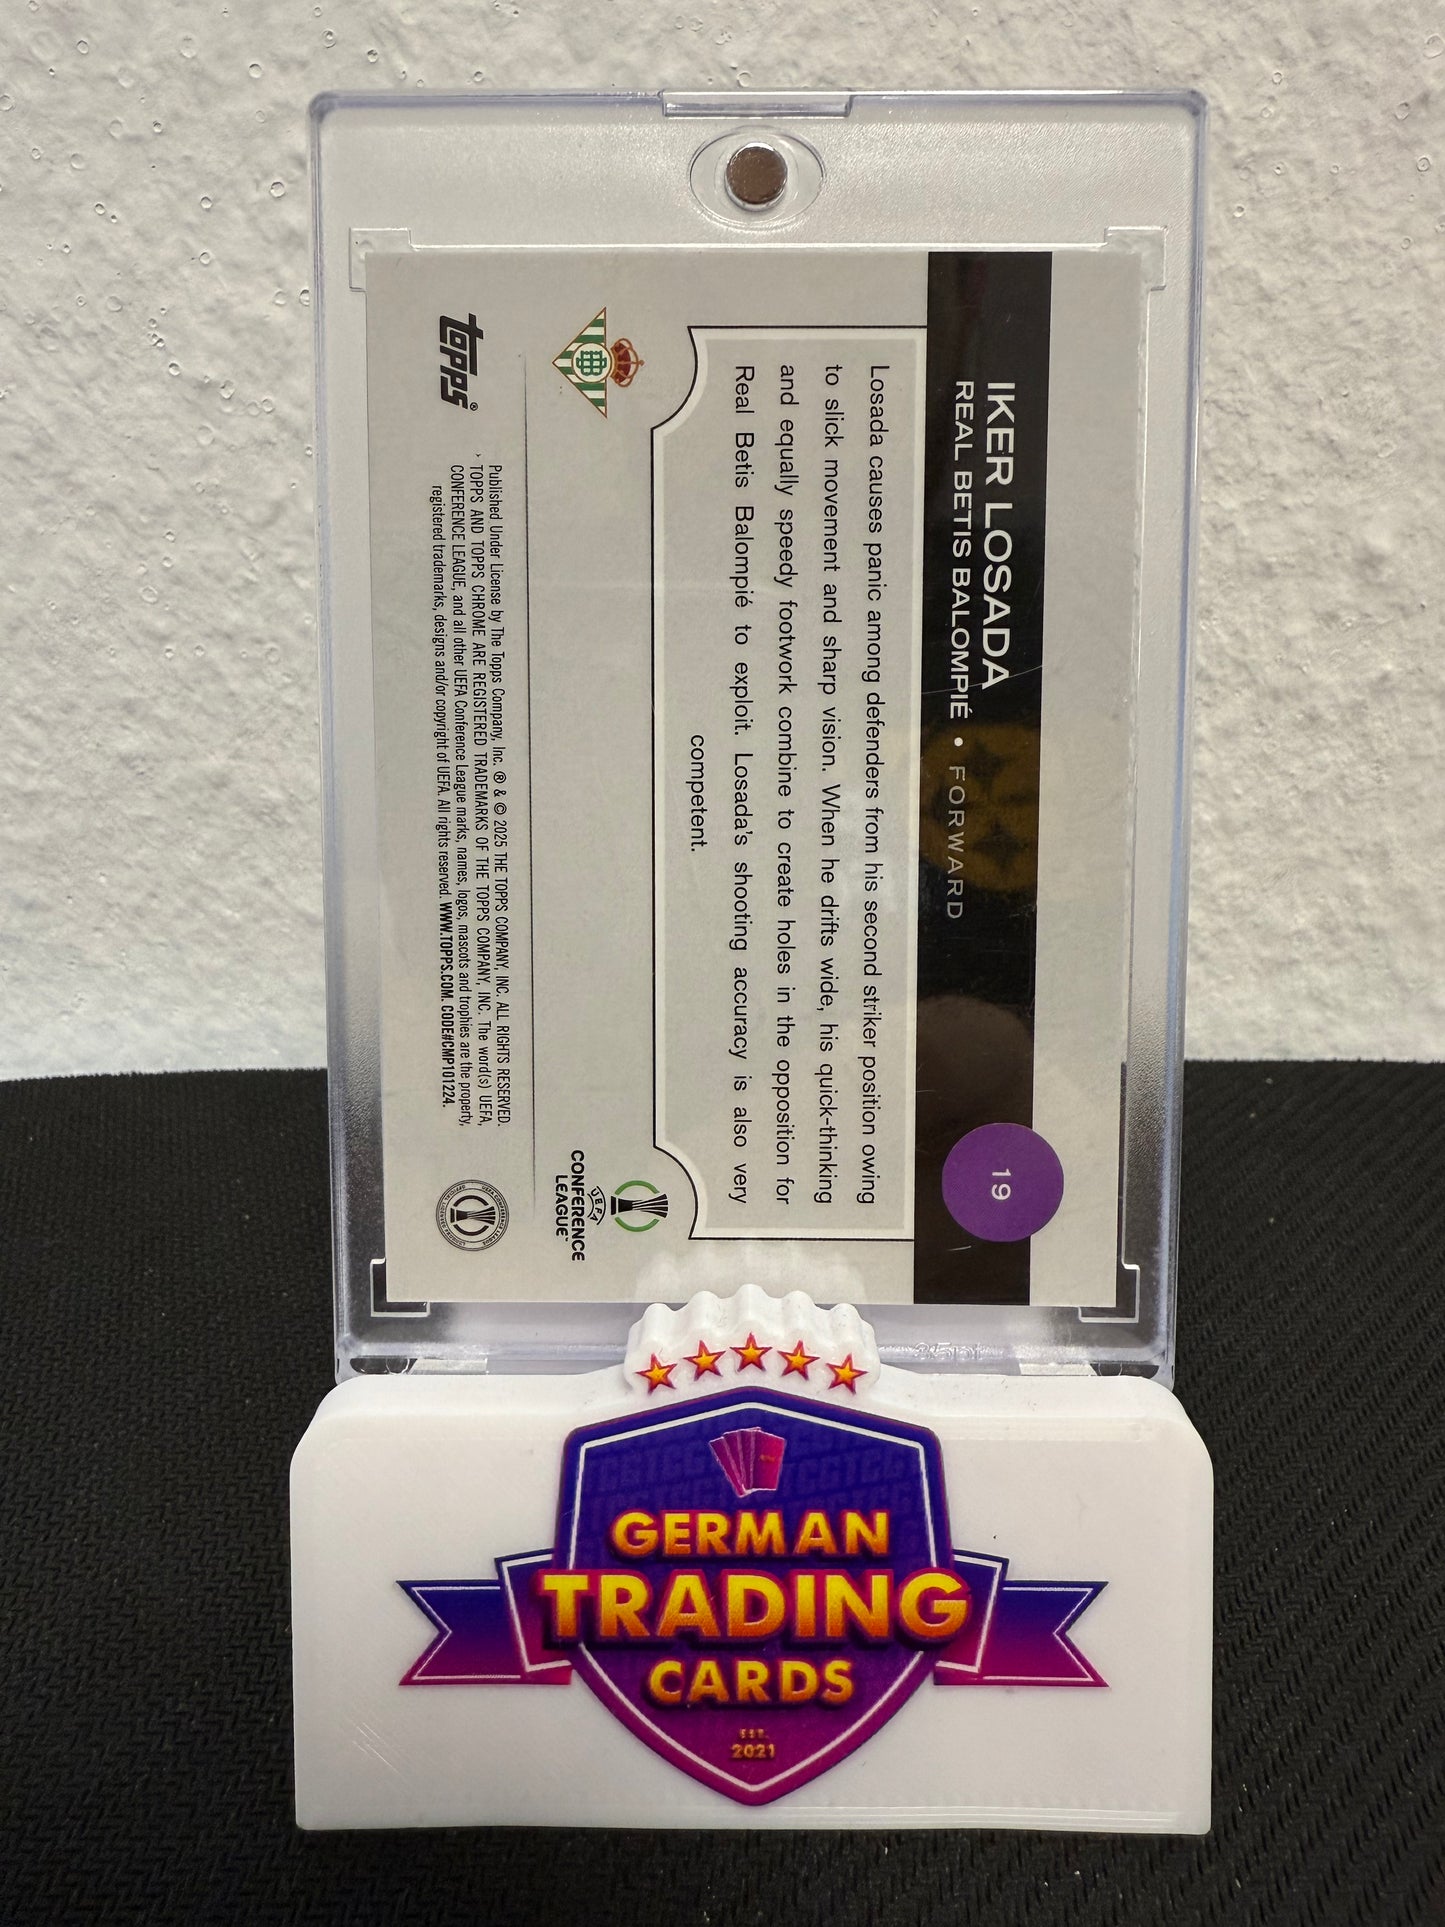 IKER LOSADA
REAL BETIS BALOMPIÉ • FORWARD
19
Losada causes panic among defenders from his second striker position owing
to slick movement and sharp vision. When he drifts wide, his quick-thinking
and equally speedy footwork combine to create holes in the opposition for
Real Betis Balompié to exploit. Losada's shooting accuracy is also very
competent.
UEFA
CONFERENCE
LEAGUE™
topps®
Published Under License by The Topps Company, Inc. ® & © 2025 THE TOPPS COMPANY, INC. ALL RIGHTS RESERVED.
TOPPS AND TOPPS CHROME ARE REGISTERED TRADEMARKS OF THE TOPPS COMPANY, INC. The word(s) UEFA,
CONFERENCE LEAGUE, and all other UEFA Conference League marks, names, logos, mascots and trophies are the property,
registered trademarks, designs and/or copyright of UEFA. All rights reserved. WWW.TOPPS.COM. CODE#CMP101224.
GERMAN
TRADING
CARDS
EST.
2021